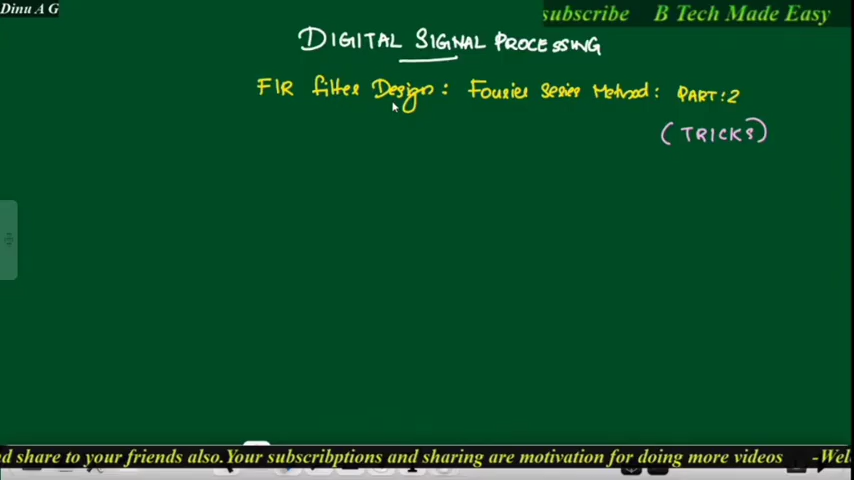 Dinu A G
subscribe B Tech Made Easy
DIGITAL SIGNAL PROCESSING
FIR filter Design: Fourier Series Method: PART:2
(TRICKS)
nd share to your friends also.Your subscribptions and sharing are motivation for doing more videos -Wel